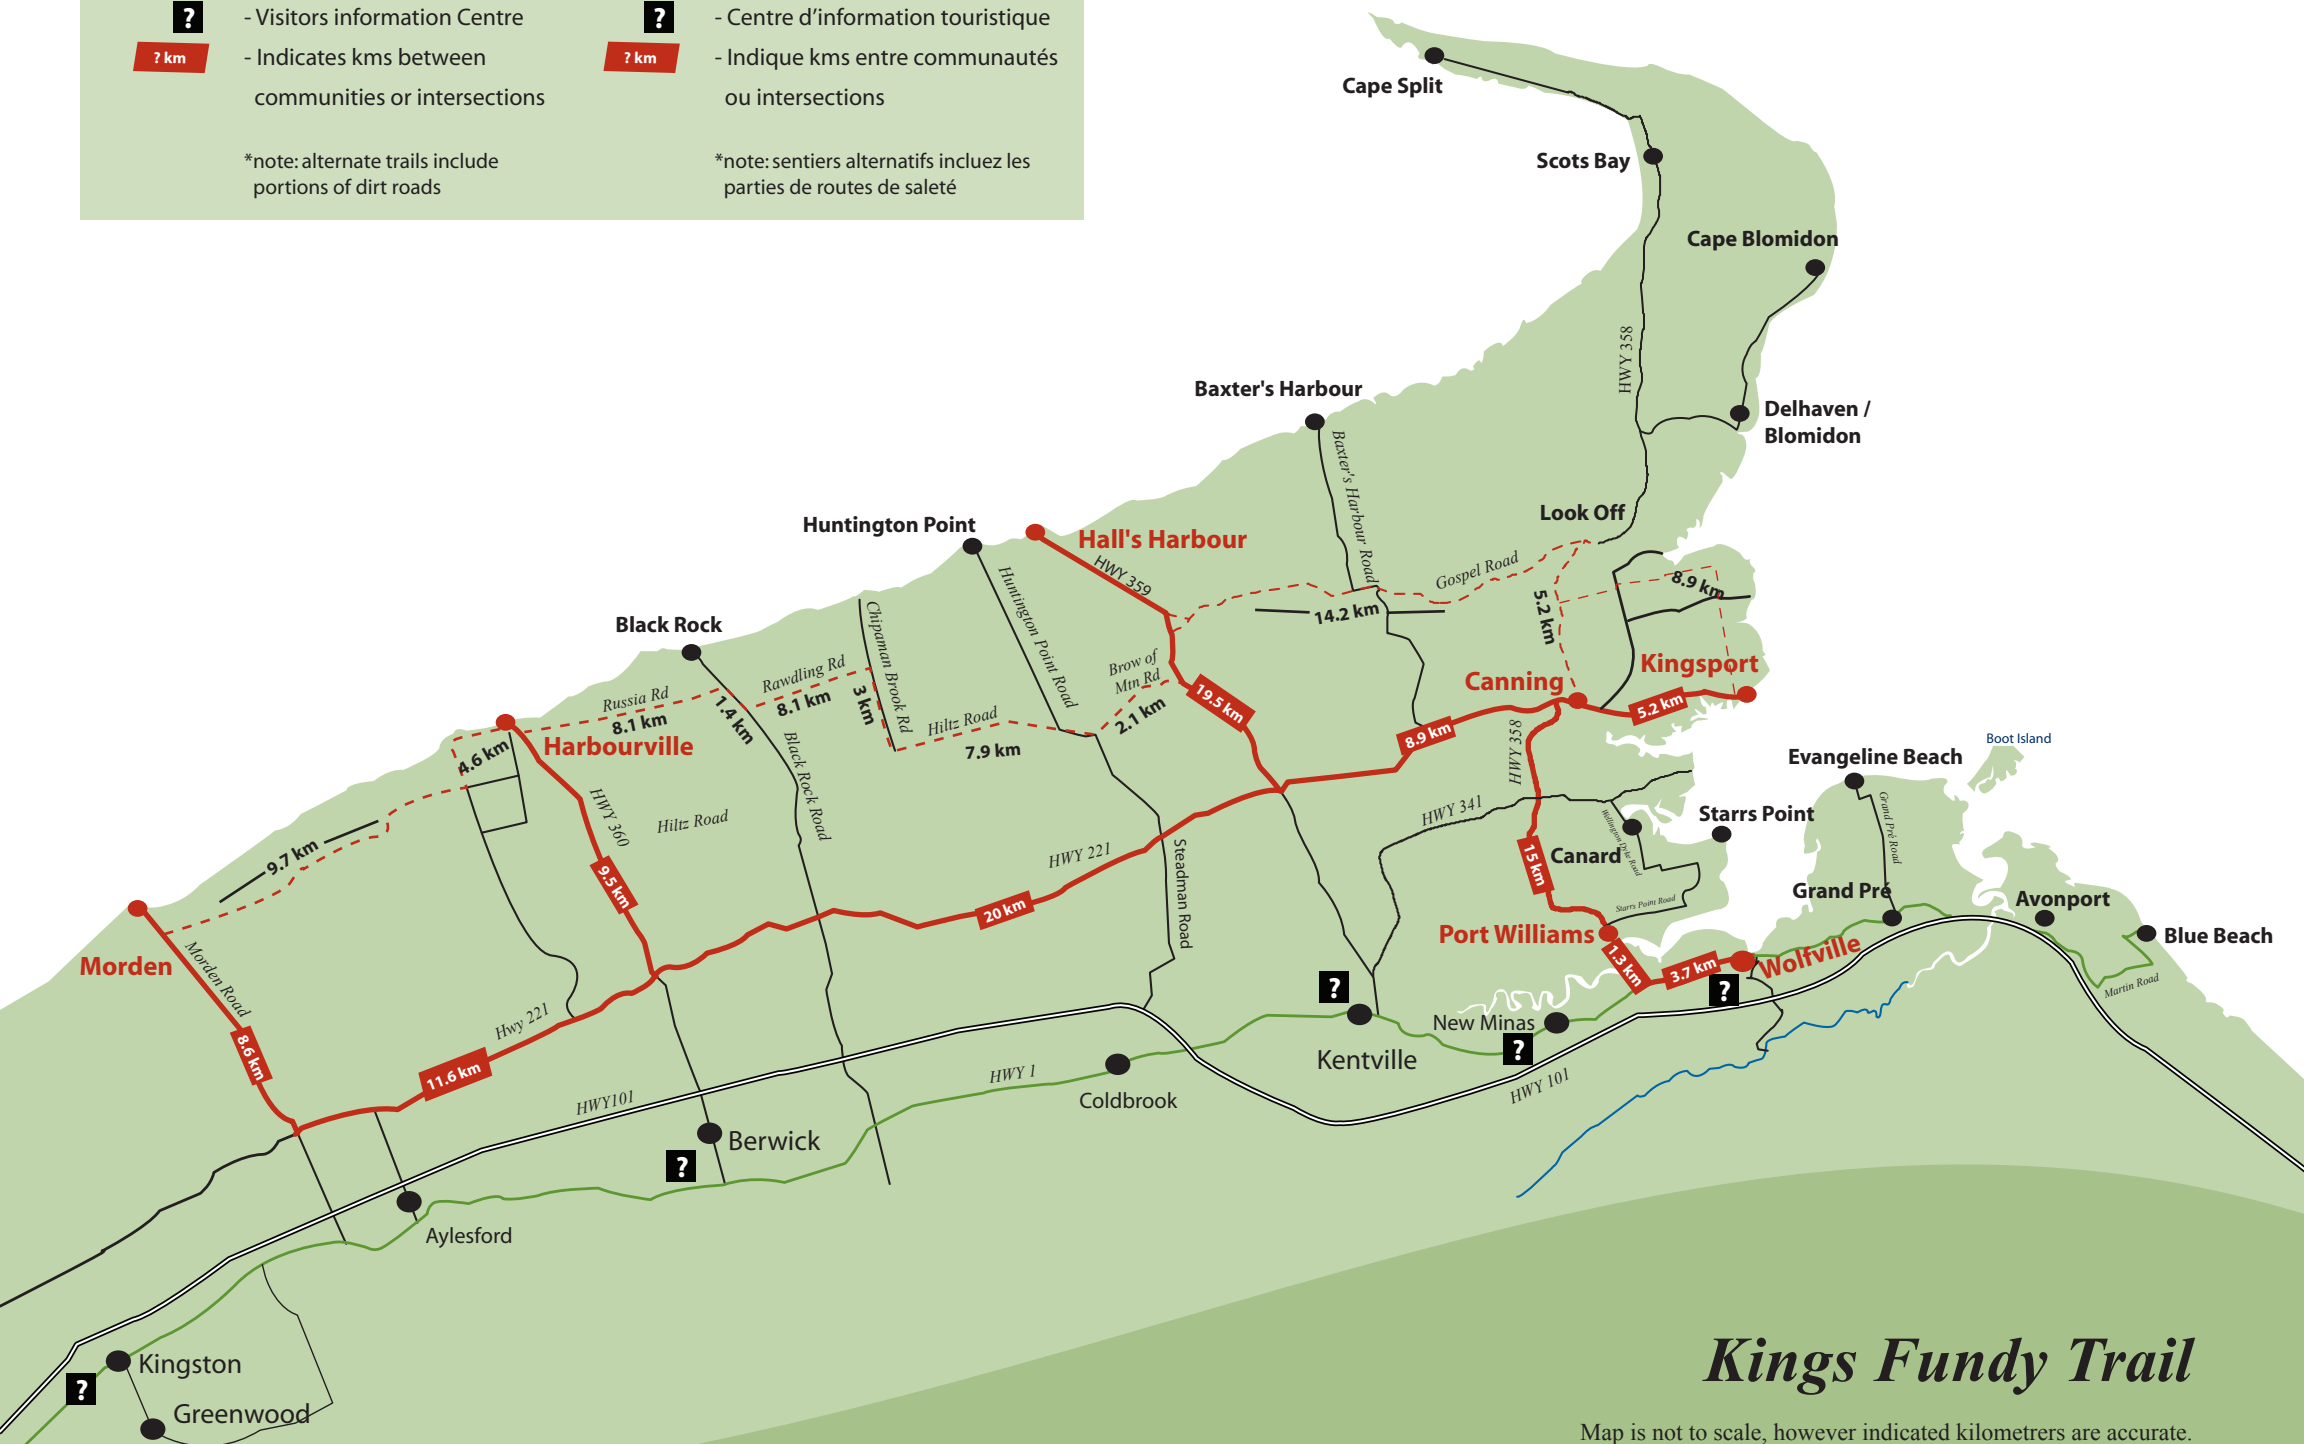 ?
- Visitors information Centre
? km
- Indicates kms between
communities or intersections
*note: alternate trails include
portions of dirt roads
?
- Centre d'information touristique
? km
- Indique kms entre communautés
ou intersections
*note: sentiers alternatifs incluez les
parties de routes de saleté
Cape Split
Scots Bay
Cape Blomidon
HWY 358
Baxter's Harbour
Delhaven /
Blomidon
Baxter's Harbour Road
Look Off
Huntington Point
Hall's Harbour
HWY 359
Gospel Road
8.9 km
5.2 km
14.2 km
Huntington Point Road
Chipaman Brook Rd
Black Rock
Kingsport
Canning
5.2 km
Brow of
Mtn Rd
Rawdling Rd
8.1 km
3 km
Russia Rd
8.1 km
1.4 km
Hiltz Road
7.9 km
2.1 km
19.5 km
8.9 km
HWY 358
Harbourville
4.6 km
Black Rock Road
Boot Island
Evangeline Beach
Grand Pré Road
HWY 360
Hiltz Road
HWY 341
Starrs Point
Wellington Dyke Road
Canard
15 km
9.7 km
HWY 221
Steadman Road
9.5 km
20 km
Starrs Point Road
Grand Pré
Avonport
Blue Beach
Port Williams
1.3 km
3.7 km
Wolfville
Martin Road
Morden
Morden Road
?
?
Hwy 221
New Minas
?
Kentville
8.6 km
11.6 km
HWY 1
HWY101
HWY 101
Coldbrook
Berwick
?
Aylesford
Kingston
?
Greenwood
Kings Fundy Trail
Map is not to scale, however indicated kilometrers are accurate.